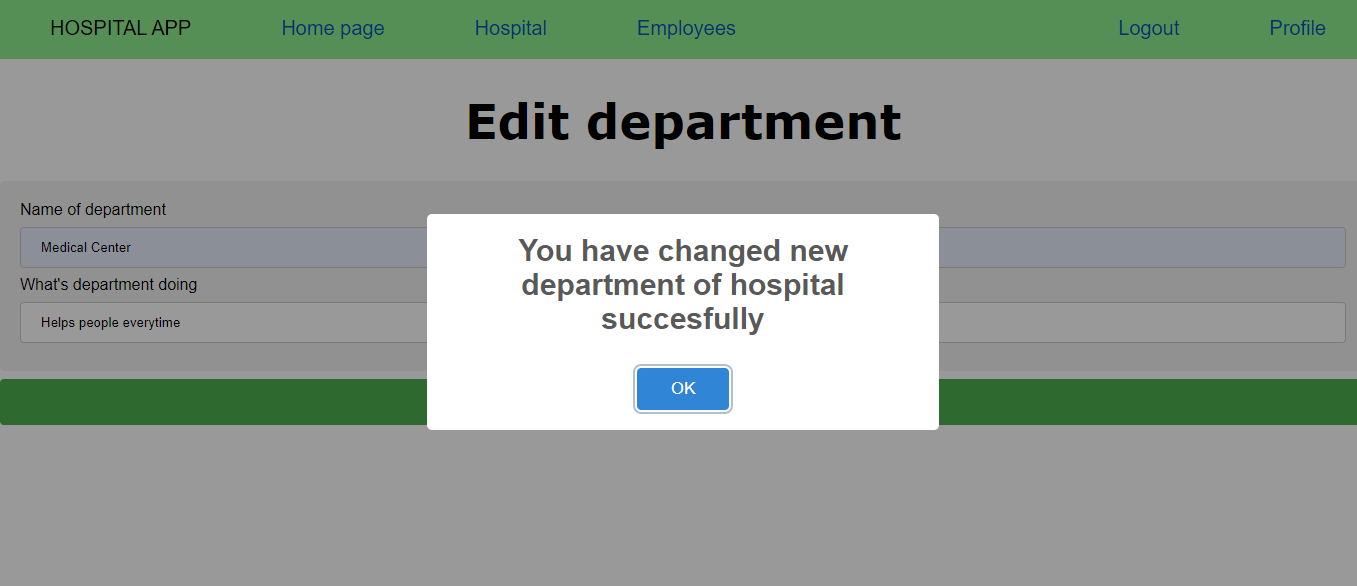 HOSPITAL APP Home page Hospital Employees Logout Profile
Edit department
Name of department
Medical Center
What's department doing
Helps people everytime
You have changed new
department of hospital
succesfully
OK